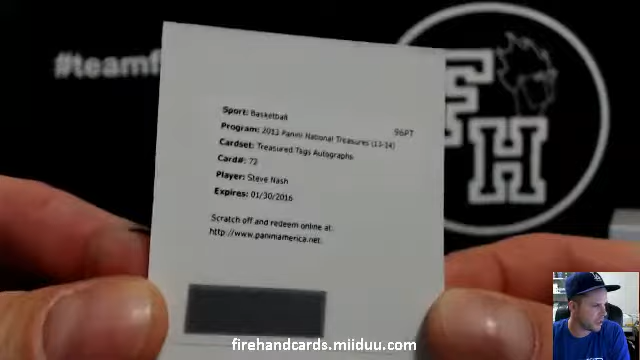 #teamf
FH
96PT
Sport: Basketball
Program: 2013 Panini National Treasures (13-14)
Cardset: Treasured Tags Autographs
Card#: 72
Player: Steve Nash
Expires: 01/30/2016
Scratch off and redeem online at:
http://www.paniniamerica.net.
firehandcards.miiduu.com